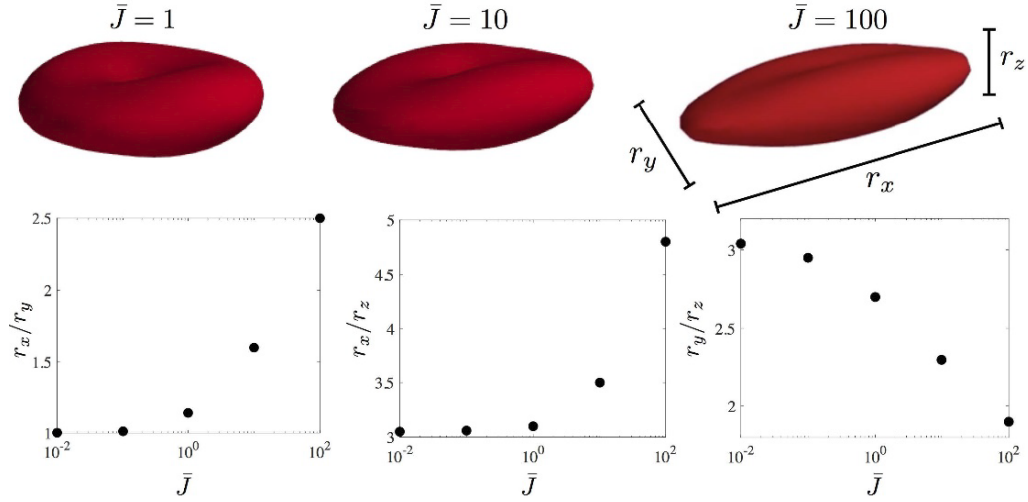 J̄ = 1
J̄ = 10
J̄ = 100
r_z
r_y
r_x
2.5
2
1.5
1
r_x/r_y
10^-2
10^0
10^2
J̄
5
4.5
4
3.5
3
r_x/r_z
10^-2
10^0
10^2
J̄
3
2.5
2
r_y/r_z
10^-2
10^0
10^2
J̄